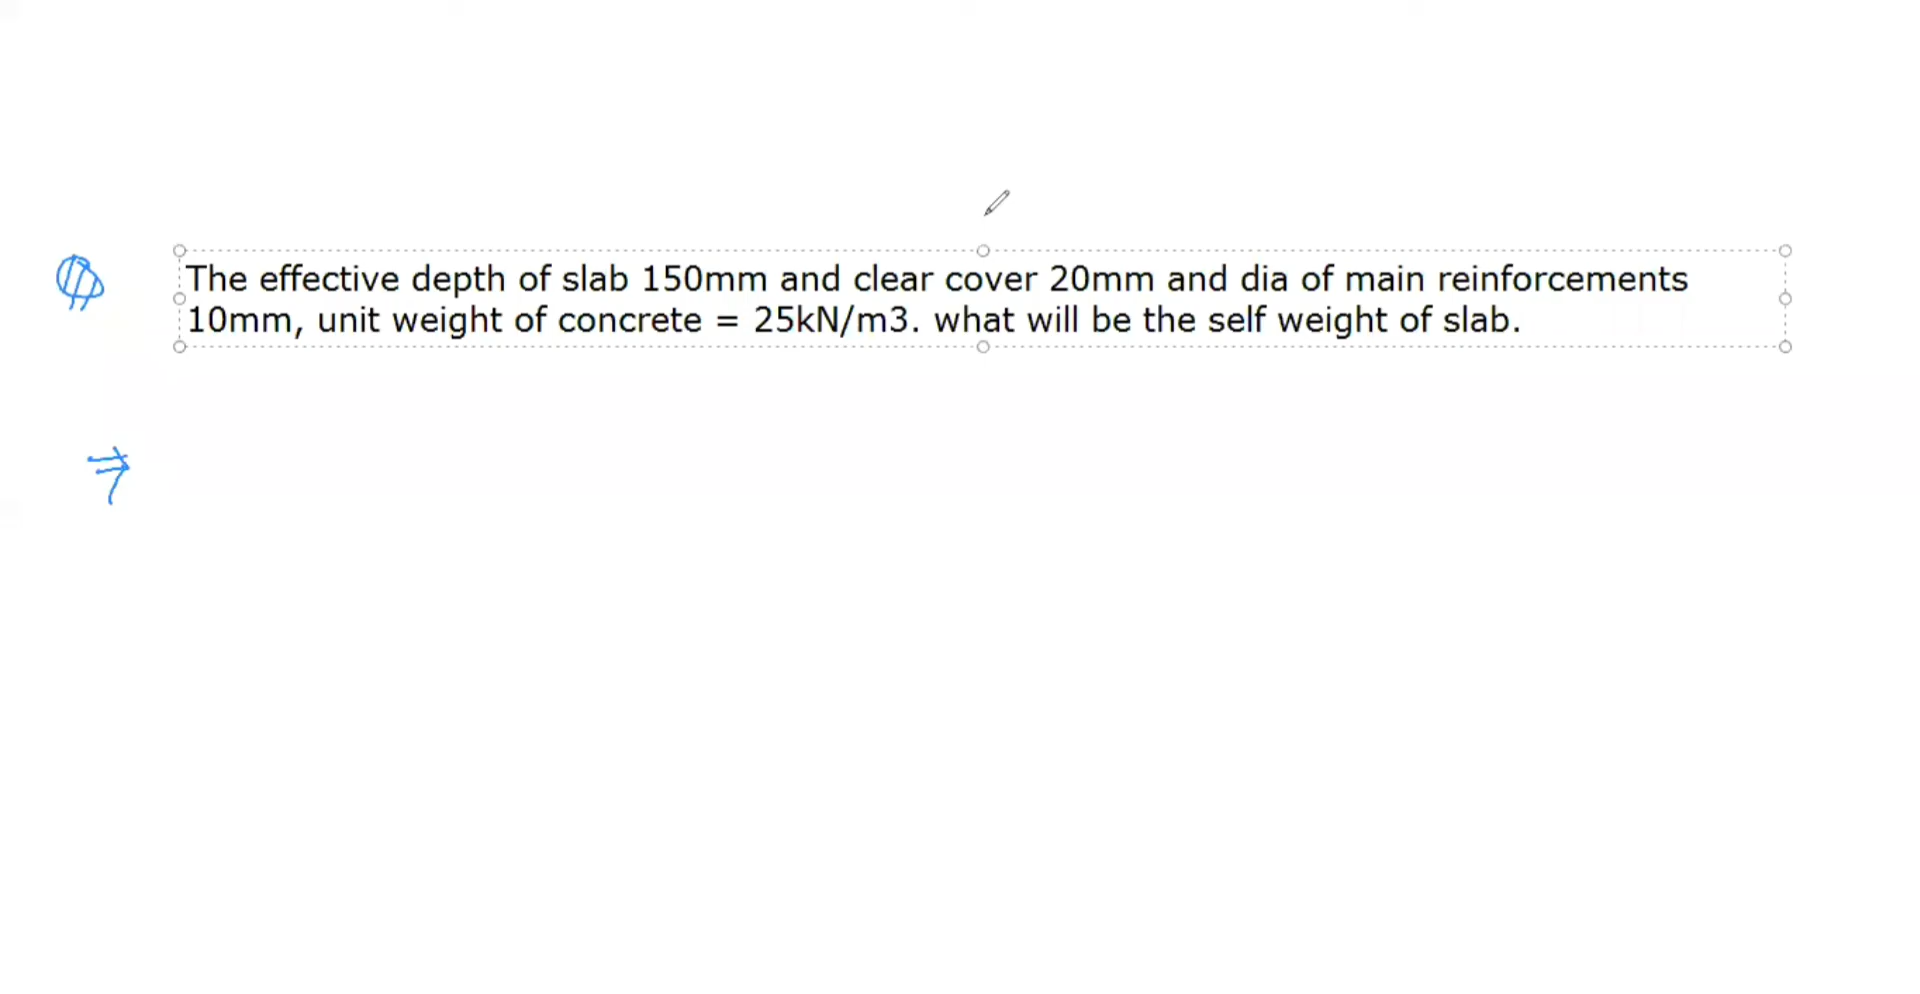 The effective depth of slab 150mm and clear cover 20mm and dia of main reinforcements
10mm, unit weight of concrete = 25kN/m3. what will be the self weight of slab.